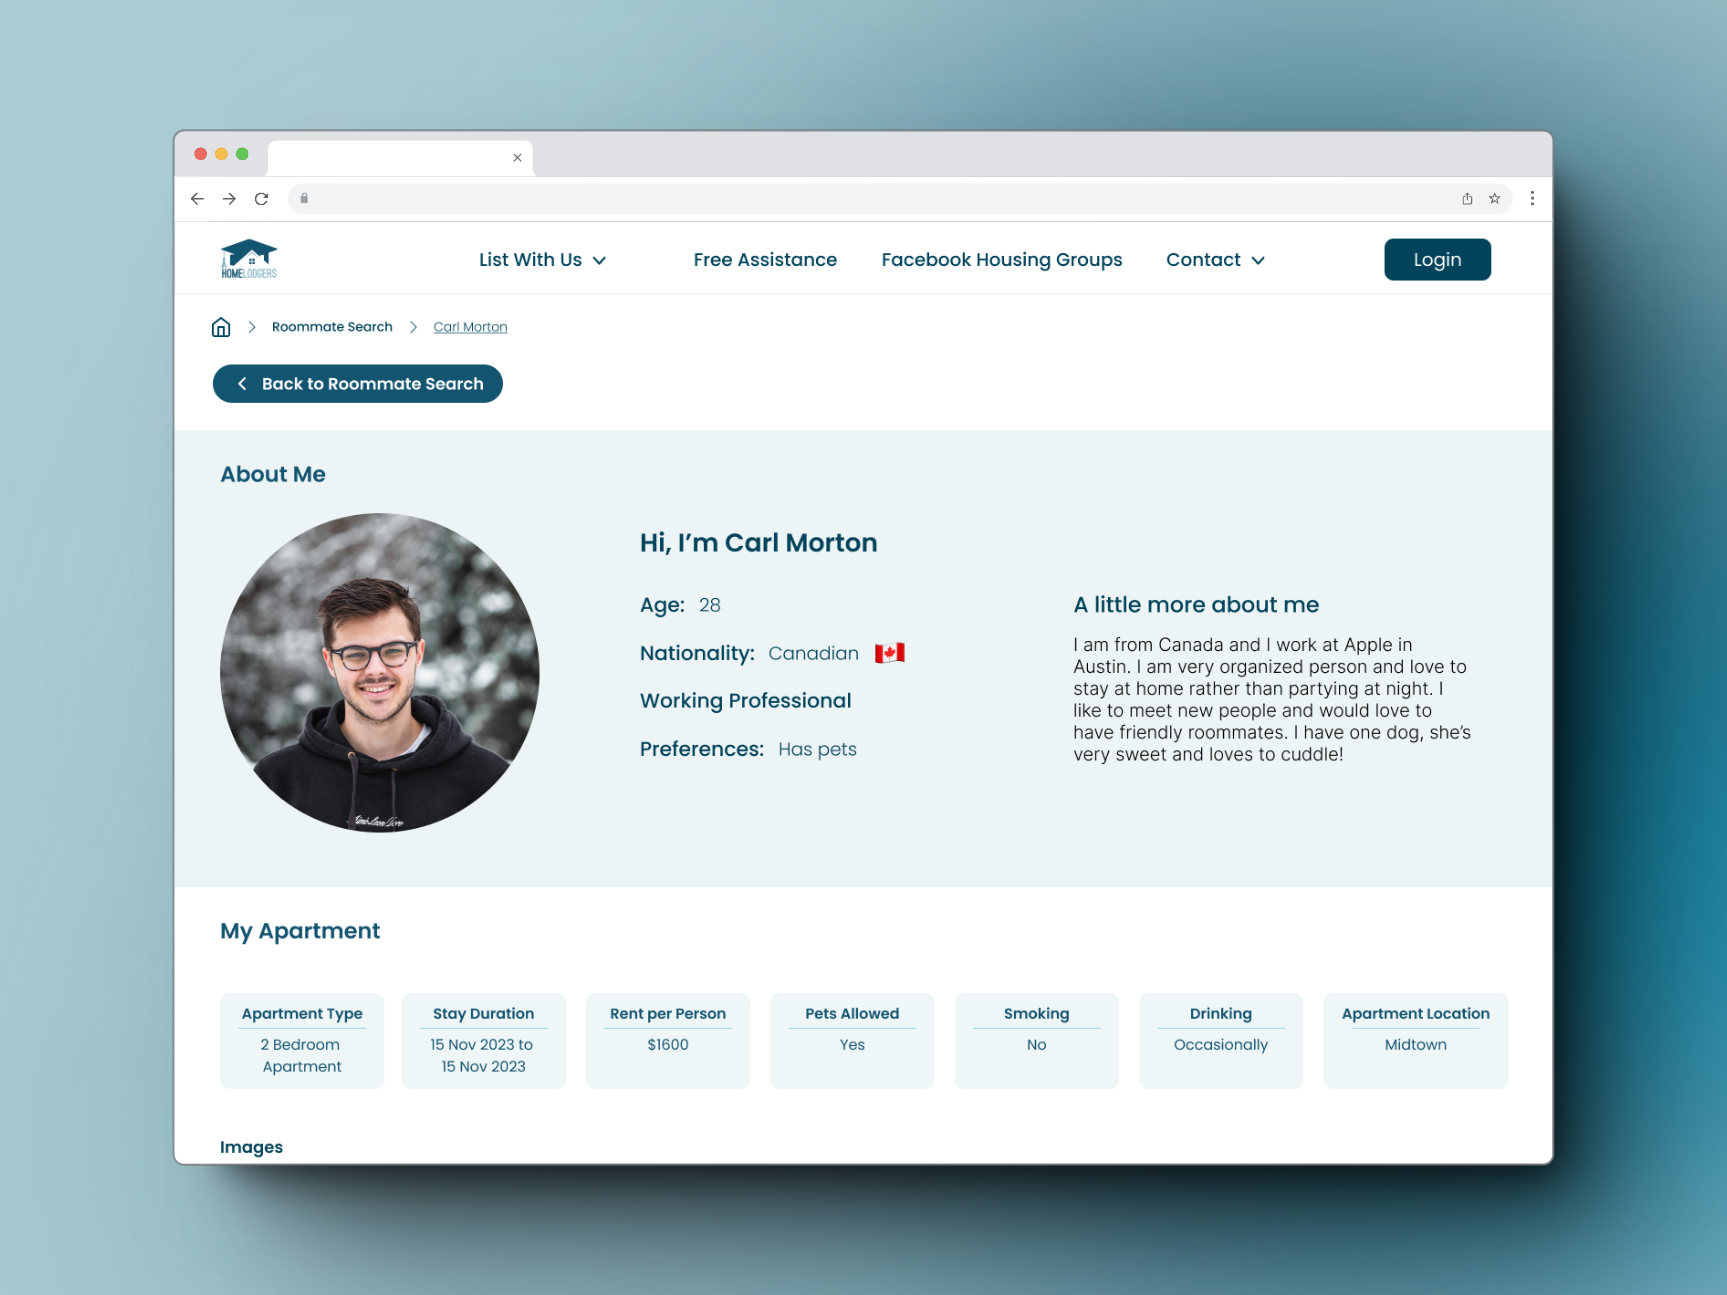 HOMELODGERS
List With Us
Free Assistance
Facebook Housing Groups
Contact
Login
Roommate Search
Carl Morton
Back to Roommate Search
About Me
Hi, I’m Carl Morton
Age: 28
Nationality: Canadian
Working Professional
Preferences: Has pets
A little more about me
I am from Canada and I work at Apple in
Austin. I am very organized person and love to
stay at home rather than partying at night. I
like to meet new people and would love to
have friendly roommates. I have one dog, she’s
very sweet and loves to cuddle!
My Apartment
Apartment Type
2 Bedroom
Apartment
Stay Duration
15 Nov 2023 to
15 Nov 2023
Rent per Person
$1600
Pets Allowed
Yes
Smoking
No
Drinking
Occasionally
Apartment Location
Midtown
Images